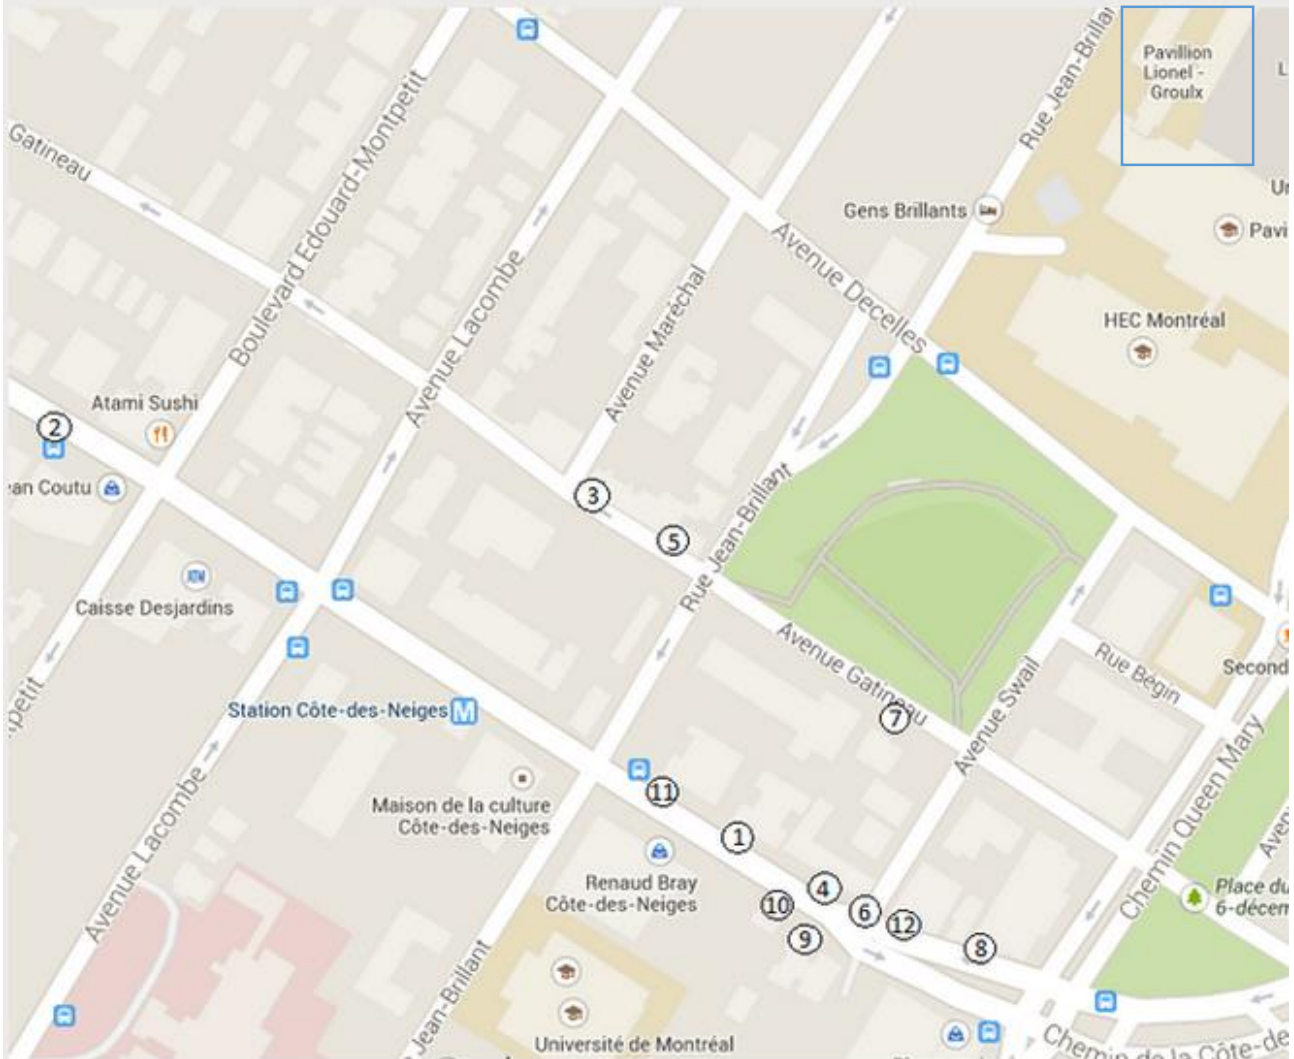 Pavillion
Lionel -
Groulx
L
Rue Jean-Brillant
Boulevard Edouard-Montpetit
Gatineau
Ur
Gens Brillants
Pavi
Avenue Decelles
Avenue Lacombe
Avenue Maréchal
HEC Montréal
Atami Sushi
2
ean Coutu
3
5
Rue Jean-Brillant
Caisse Desjardins
ATM
Avenue Gatineau
Rue Bégin
Second
Avenue Swail
Station Côte-des-Neiges
M
7
Chemin Queen Mary
11
Maison de la culture
Côte-des-Neiges
1
Avenue Lacombe
Renaud Bray
Côte-des-Neiges
4
10
6
12
9
8
Place du
6-décem
Jean-Brillant
Université de Montréal
Chemin de la Côte-de